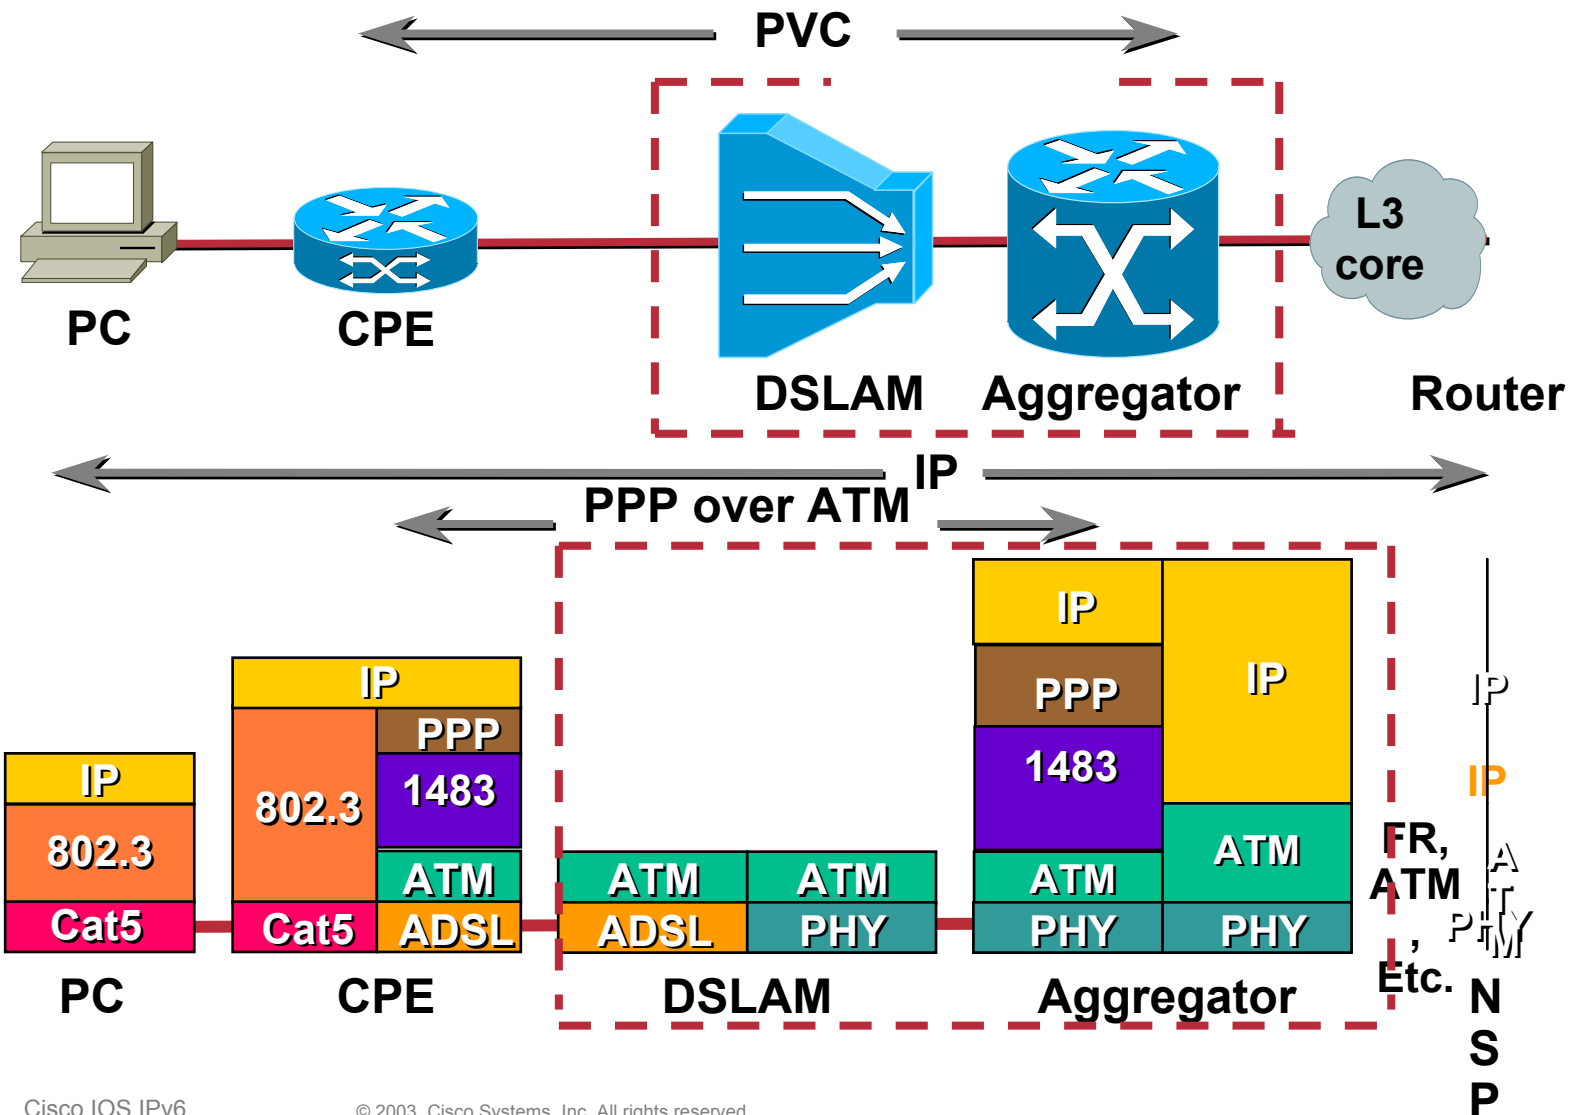 PVC
L3
core
PC
CPE
DSLAM
Aggregator
Router
IP
PPP over ATM
IP
802.3
Cat5
IP
802.3
PPP
1483
ATM
Cat5
ADSL
ATM
ATM
ADSL
PHY
IP
PPP
1483
ATM
PHY
IP
ATM
PHY
FR,
ATM
,
Etc.
IP
IP
A
T
M
PHY
PC
CPE
DSLAM
Aggregator
N
S
P
Cisco IOS IPv6
© 2003, Cisco Systems, Inc. All rights reserved.